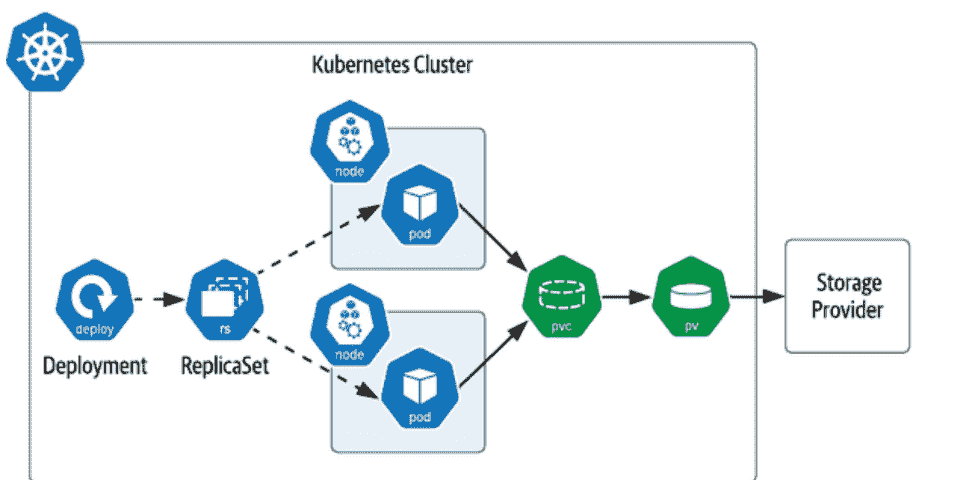 Kubernetes Cluster
node
pod
deploy
Deployment
rs
ReplicaSet
node
pod
pvc
pv
Storage
Provider